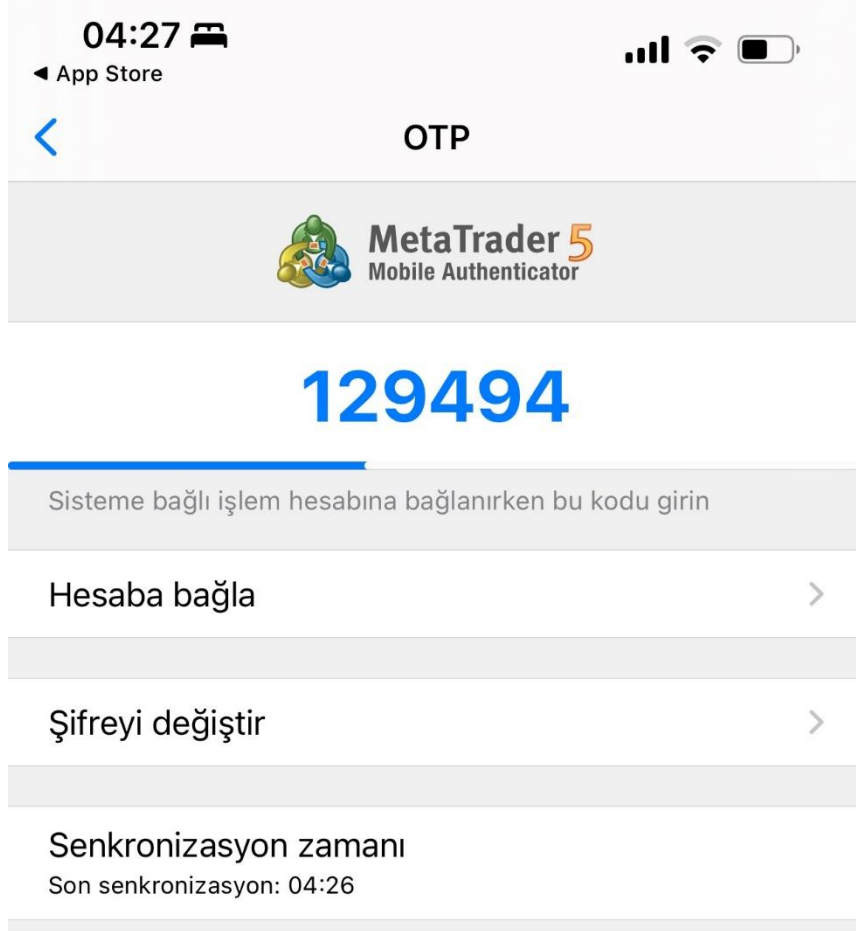 04:27
App Store
OTP
MetaTrader 5
Mobile Authenticator
129494
Sisteme bağlı işlem hesabına bağlanırken bu kodu girin
Hesaba bağla
Şifreyi değiştir
Senkronizasyon zamanı
Son senkronizasyon: 04:26